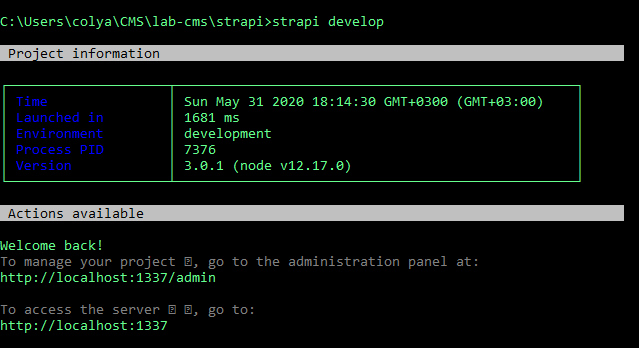 C:\Users\colya\CMS\lab-cms\strapi>strapi develop
Project information
Time Sun May 31 2020 18:14:30 GMT+0300 (GMT+03:00)
Launched in 1681 ms
Environment development
Process PID 7376
Version 3.0.1 (node v12.17.0)
Actions available
Welcome back!
To manage your project ⍰, go to the administration panel at:
http://localhost:1337/admin
To access the server ⍰ ⍰, go to:
http://localhost:1337